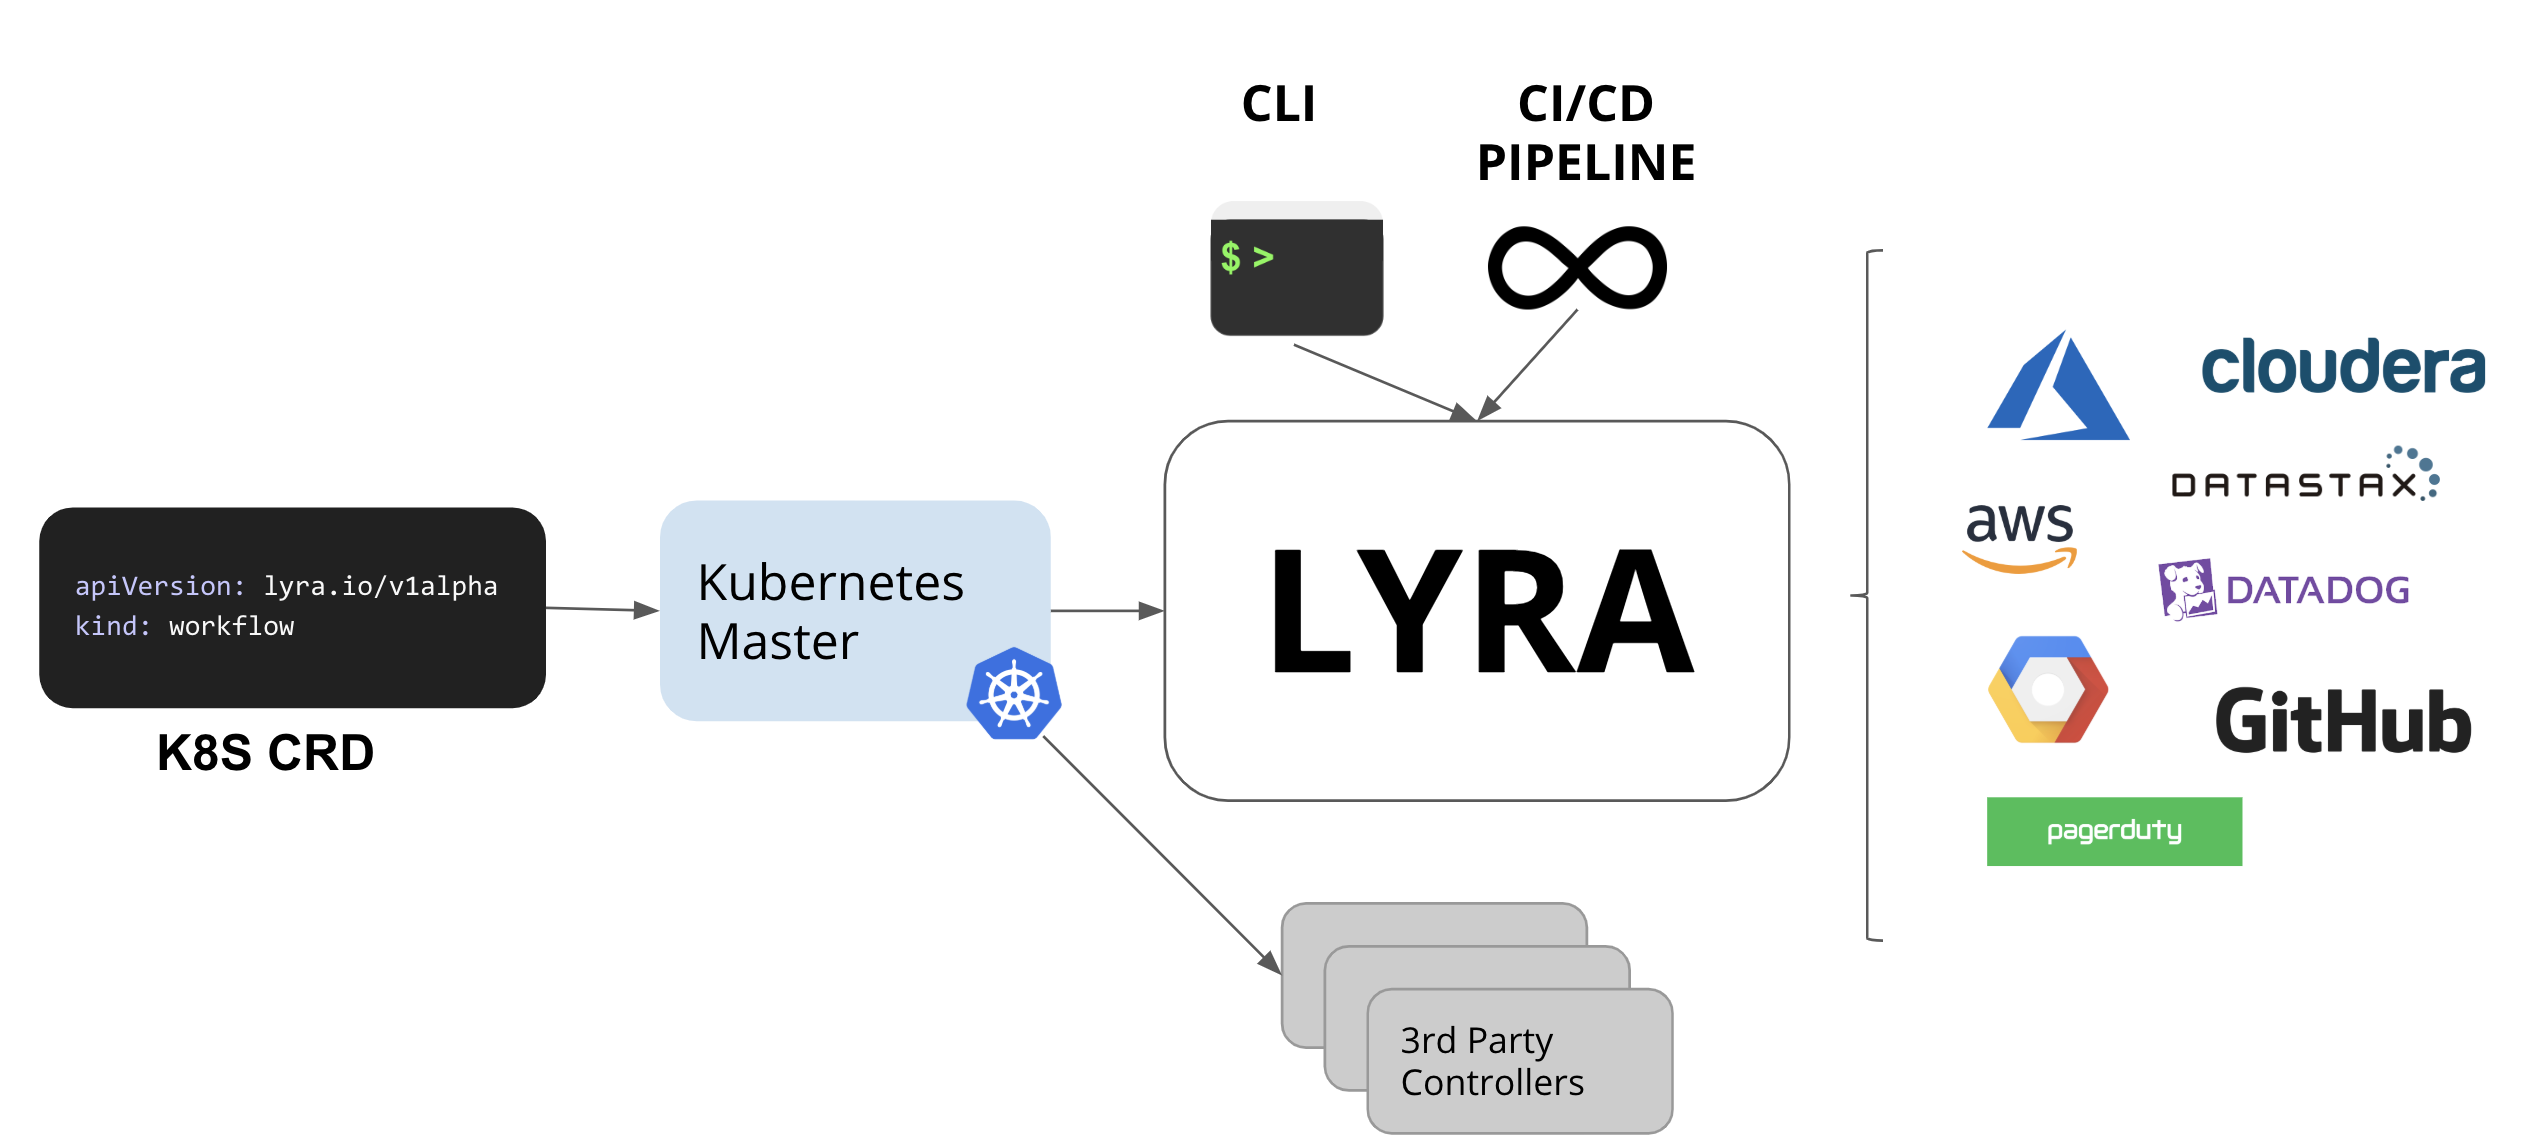 CLI
CI/CD
PIPELINE
$ >
apiVersion: lyra.io/v1alpha
kind: workflow
K8S CRD
Kubernetes
Master
LYRA
3rd Party
Controllers
cloudera
DATASTAX
aws
DATADOG
GitHub
pagerduty